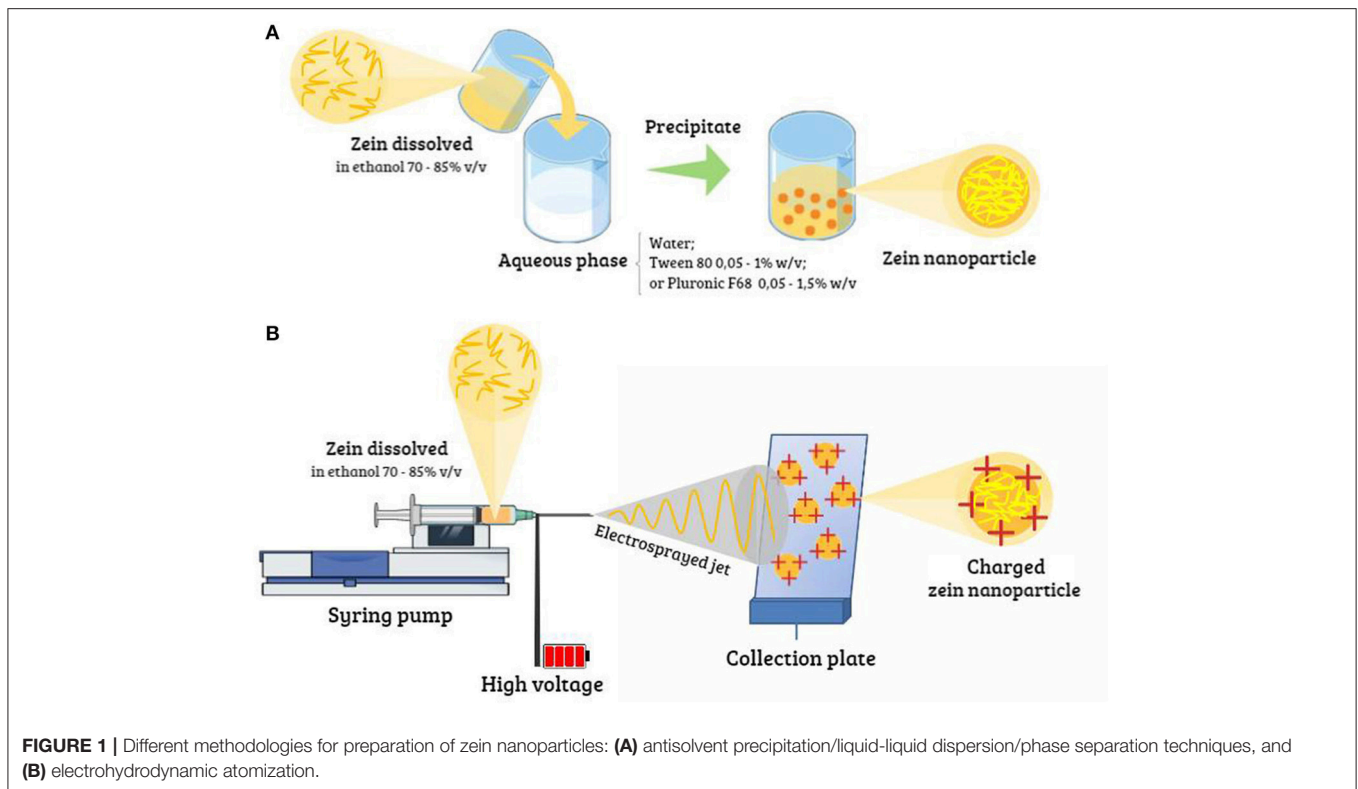 A
Zein dissolved
in ethanol 70 - 85% v/v
Precipitate
Aqueous phase
Water;
Tween 80 0,05 - 1% w/v;
or Pluronic F68 0,05 - 1,5% w/v
Zein nanoparticle
B
Zein dissolved
in ethanol 70 - 85% v/v
Electrosprayed jet
Syring pump
High voltage
Collection plate
Charged
zein nanoparticle
FIGURE 1 | Different methodologies for preparation of zein nanoparticles: (A) antisolvent precipitation/liquid-liquid dispersion/phase separation techniques, and
(B) electrohydrodynamic atomization.